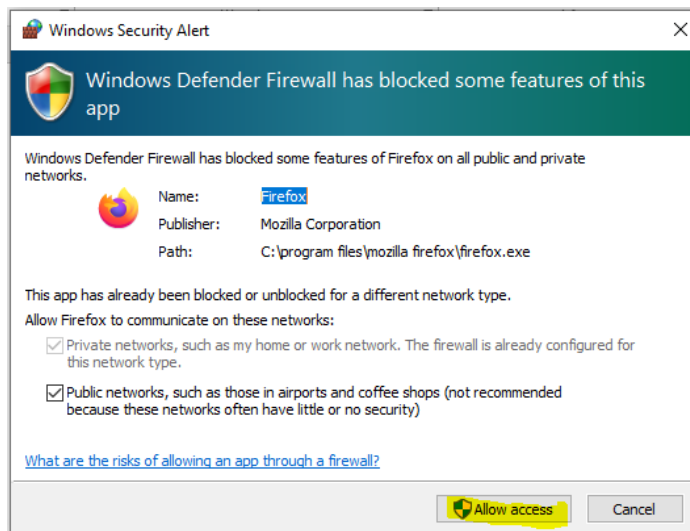 Windows Security Alert
Windows Defender Firewall has blocked some features of this
app
Windows Defender Firewall has blocked some features of Firefox on all public and private
networks.
Name: Firefox
Publisher: Mozilla Corporation
Path: C:\program files\mozilla firefox\firefox.exe
This app has already been blocked or unblocked for a different network type.
Allow Firefox to communicate on these networks:
Private networks, such as my home or work network. The firewall is already configured for
this network type.
Public networks, such as those in airports and coffee shops (not recommended
because these networks often have little or no security)
What are the risks of allowing an app through a firewall?
Allow access Cancel